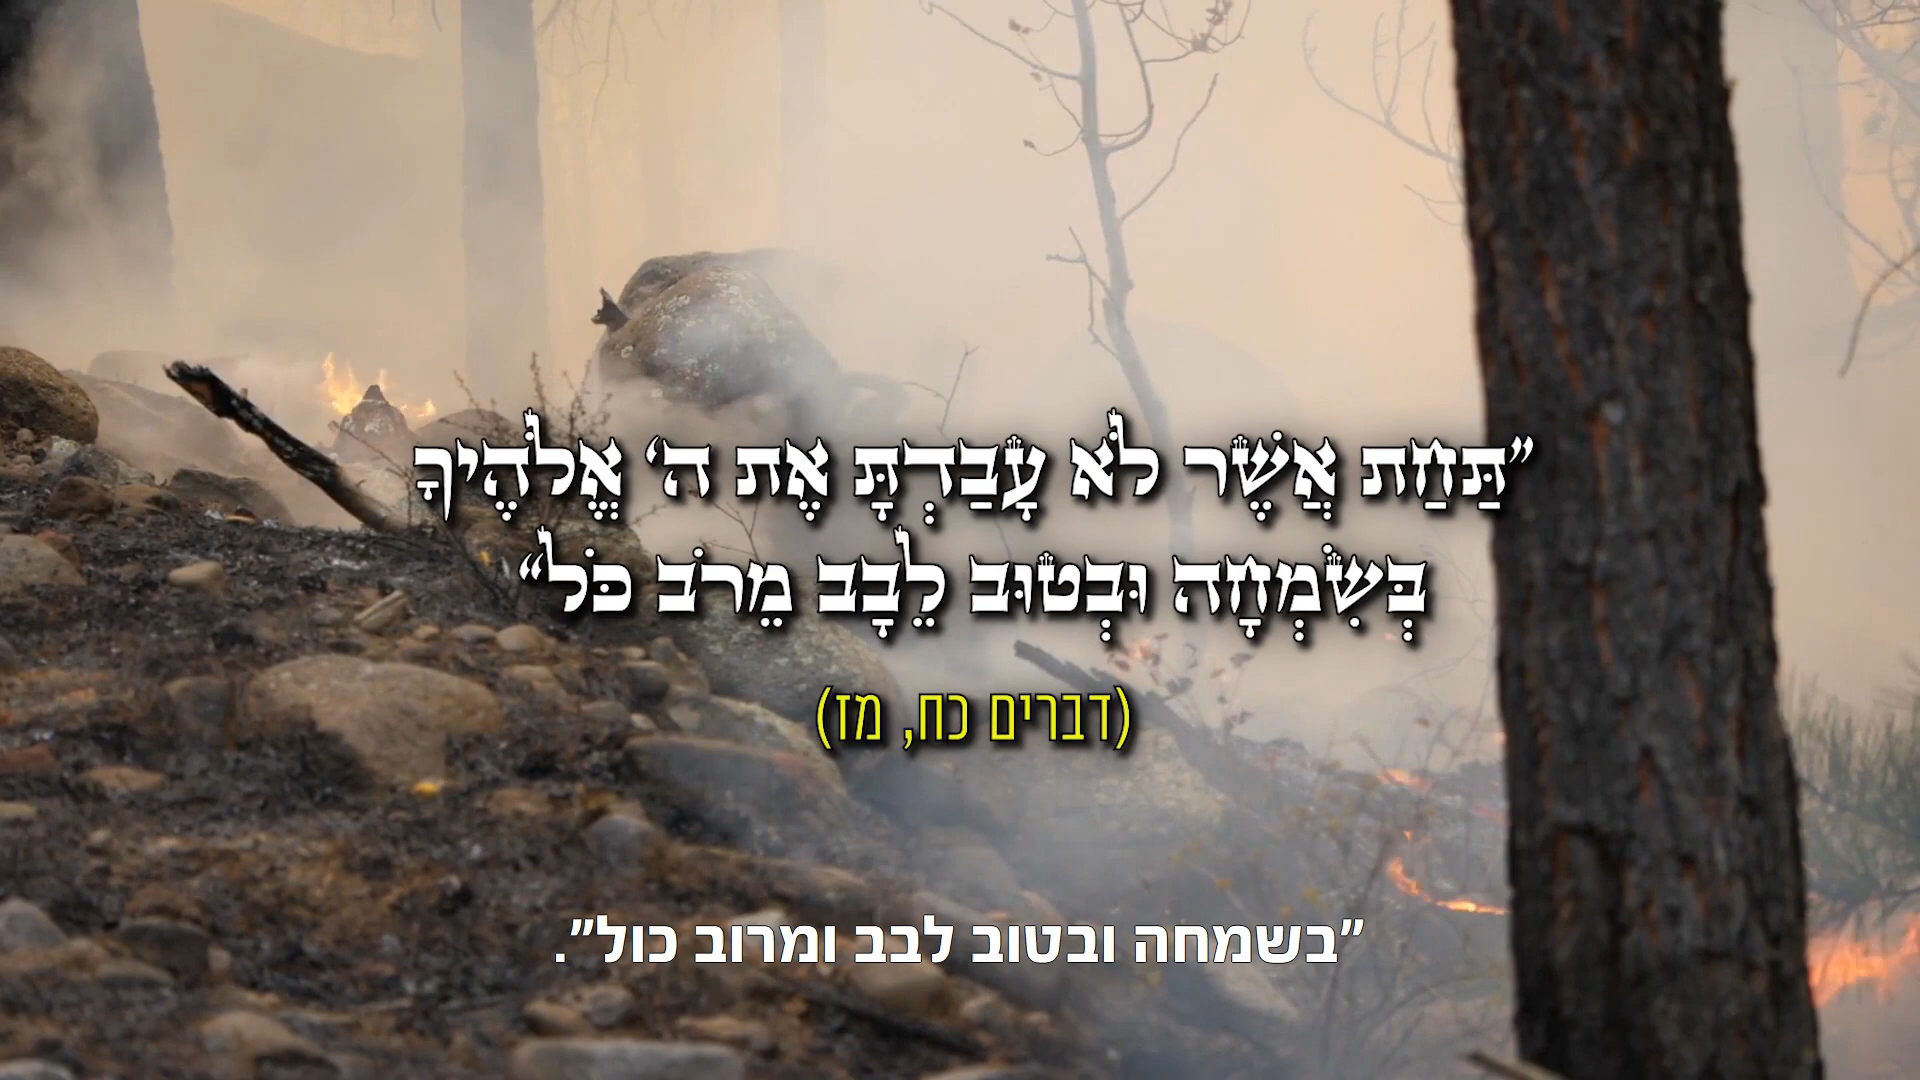 "תַּחַת אֲשֶׁר לֹא עָבַדְתָּ אֶת ה' אֱלֹהֶיךָ
בְּשִׂמְחָה וּבְטוּב לֵבָב מֵרֹב כֹּל"
(דברים כח, מז)
"בשמחה ובטוב לבב ומרוב כול".